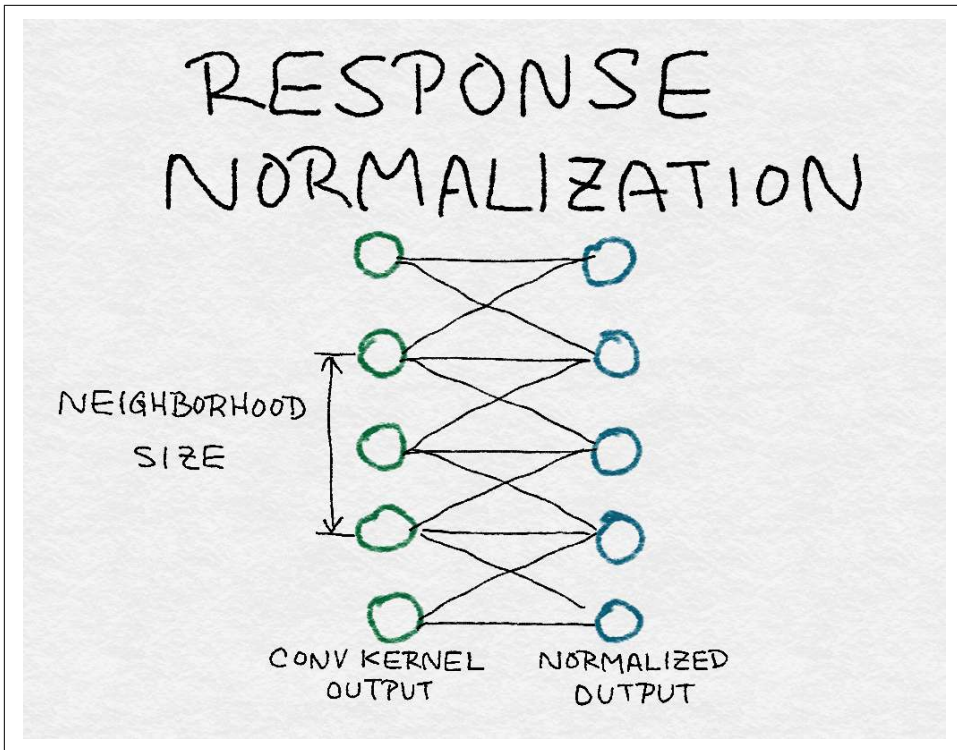 RESPONSE
NORMALIZATION
NEIGHBORHOOD
SIZE
CONV KERNEL
OUTPUT
NORMALIZED
OUTPUT